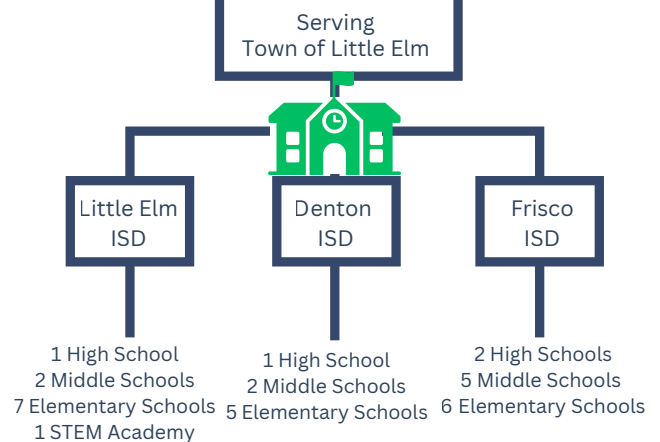 Serving
Town of Little Elm
Little Elm
ISD
Denton
ISD
Frisco
ISD
1 High School
2 Middle Schools
7 Elementary Schools
1 STEM Academy
1 High School
2 Middle Schools
5 Elementary Schools
2 High Schools
5 Middle Schools
6 Elementary Schools